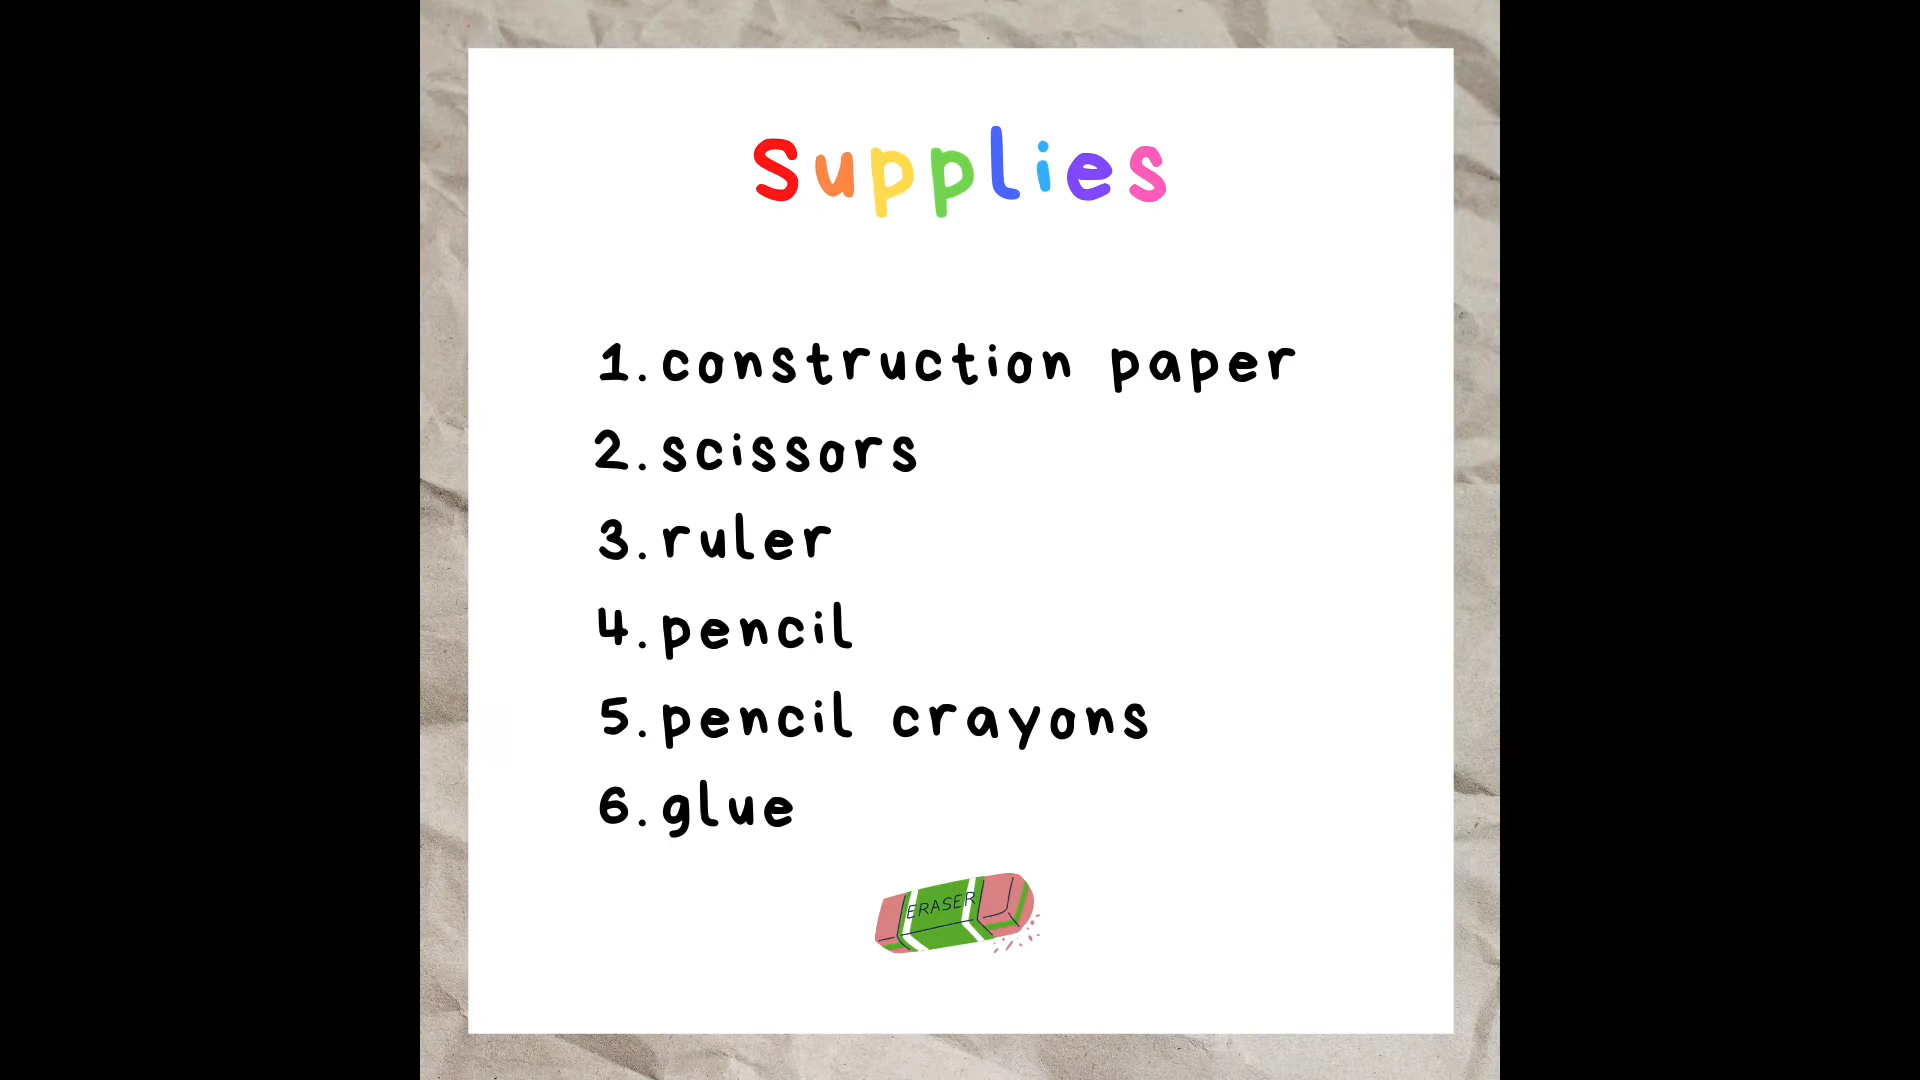 Supplies
1. construction paper
2. scissors
3. ruler
4. pencil
5. pencil crayons
6. glue
ERASER